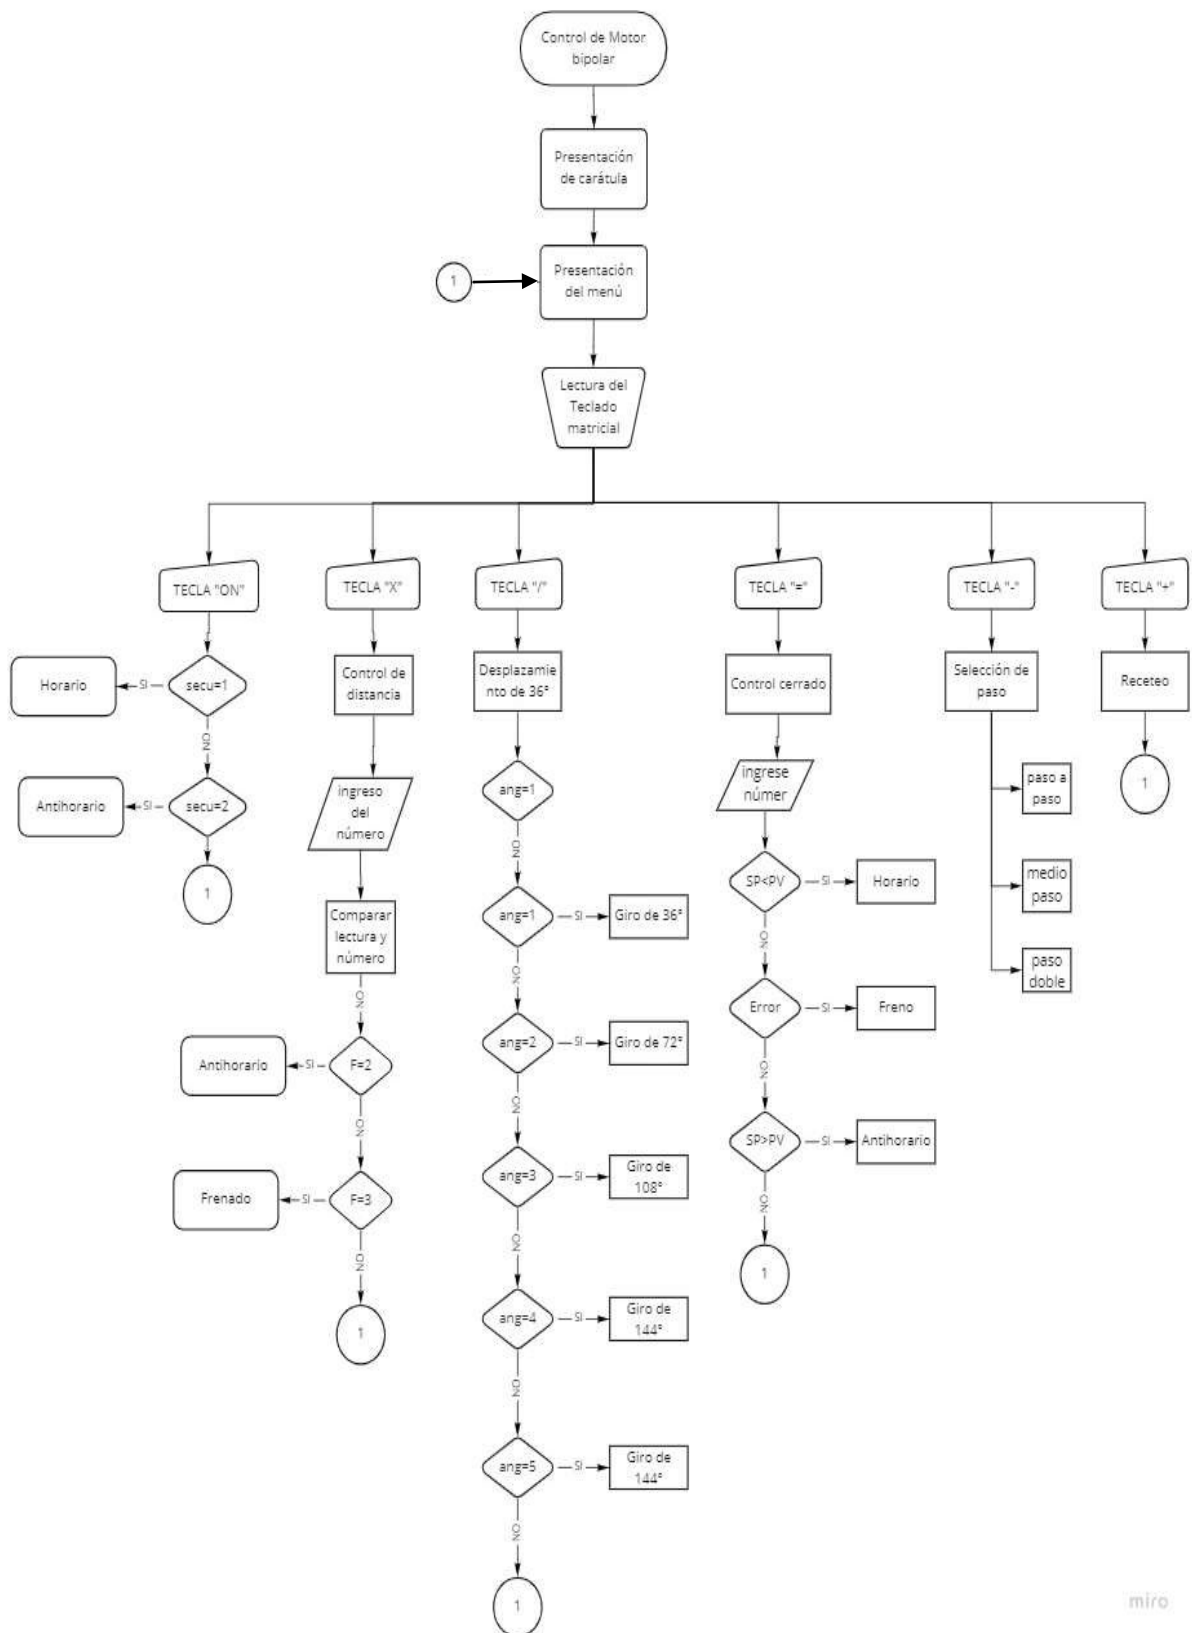 Control de Motor
bipolar
Presentación
de carátula
1
Presentación
del menú
Lectura del
Teclado
matricial
TECLA "ON"
secu=1
SI
Horario
NO
secu=2
SI
Antihorario
1
TECLA "X"
Control de
distancia
ingreso
del
número
Comparar
lectura y
número
NO
F=2
SI
Antihorario
NO
F=3
SI
Frenado
NO
1
TECLA "/"
Desplazamie
nto de 36°
ang=1
NO
ang=1
SI
Giro de 36°
NO
ang=2
SI
Giro de 72°
NO
ang=3
SI
Giro de
108°
NO
ang=4
SI
Giro de
144°
NO
ang=5
SI
Giro de
144°
NO
1
TECLA "="
Control cerrado
ingrese
númer
SP<PV
SI
Horario
NO
Error
SI
Freno
NO
SP>PV
SI
Antihorario
NO
1
TECLA "-"
Selección de
paso
paso a
paso
medio
paso
paso
doble
TECLA "+"
Receteo
1
miro